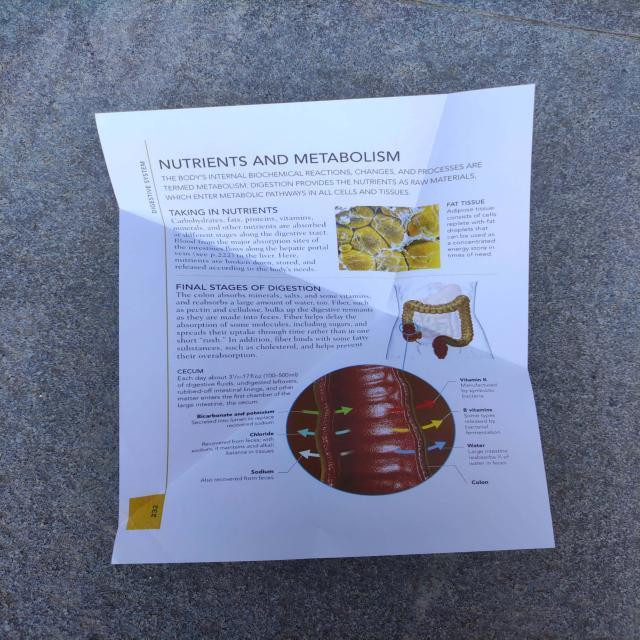 DIGESTIVE SYSTEM
NUTRIENTS AND METABOLISM
THE BODY'S INTERNAL BIOCHEMICAL REACTIONS, CHANGES, AND PROCESSES ARE
TERMED METABOLISM. DIGESTION PROVIDES THE NUTRIENTS AS RAW MATERIALS,
WHICH ENTER METABOLIC PATHWAYS IN ALL CELLS AND TISSUES.
TAKING IN NUTRIENTS
Carbohydrates, fats, proteins, vitamins,
minerals, and other nutrients are absorbed
at different stages along the digestive tract.
Blood from the major absorption sites of
the intestines flows along the hepatic portal
vein (see p.222) to the liver. Here,
nutrients are broken down, stored, and
released according to the body's needs.
FAT TISSUE
Adipose tissue
consists of cells
replete with fat
droplets that
can be used as
a concentrated
energy store in
times of need.
FINAL STAGES OF DIGESTION
The colon absorbs minerals, salts, and some vitamins,
and reabsorbs a large amount of water, too. Fiber, such
as pectin and cellulose, bulks up the digestive remnants
as they are made into feces. Fiber helps delay the
absorption of some molecules, including sugars, and
spreads their uptake through time rather than in one
short "rush." In addition, fiber binds with some fatty
substances, such as cholesterol, and helps prevent
their overabsorption.
CECUM
Each day about 3½–17fl oz (100–500ml)
of digestive fluids, undigested leftovers,
rubbed-off intestinal linings, and other
matter enters the first chamber of the
large intestine, the cecum.
Bicarbonate and potassium
Secreted into lumen to replace
recovered sodium
Chloride
Recovered from feces; with
sodium, it maintains acid-alkali
balance in tissues
Sodium
Also recovered from feces
Vitamin K
Manufactured
by symbiotic
bacteria
B vitamins
Some types
released by
bacterial
fermentation
Water
Large intestine
reabsorbs ⅔ of
water in feces
Colon
232